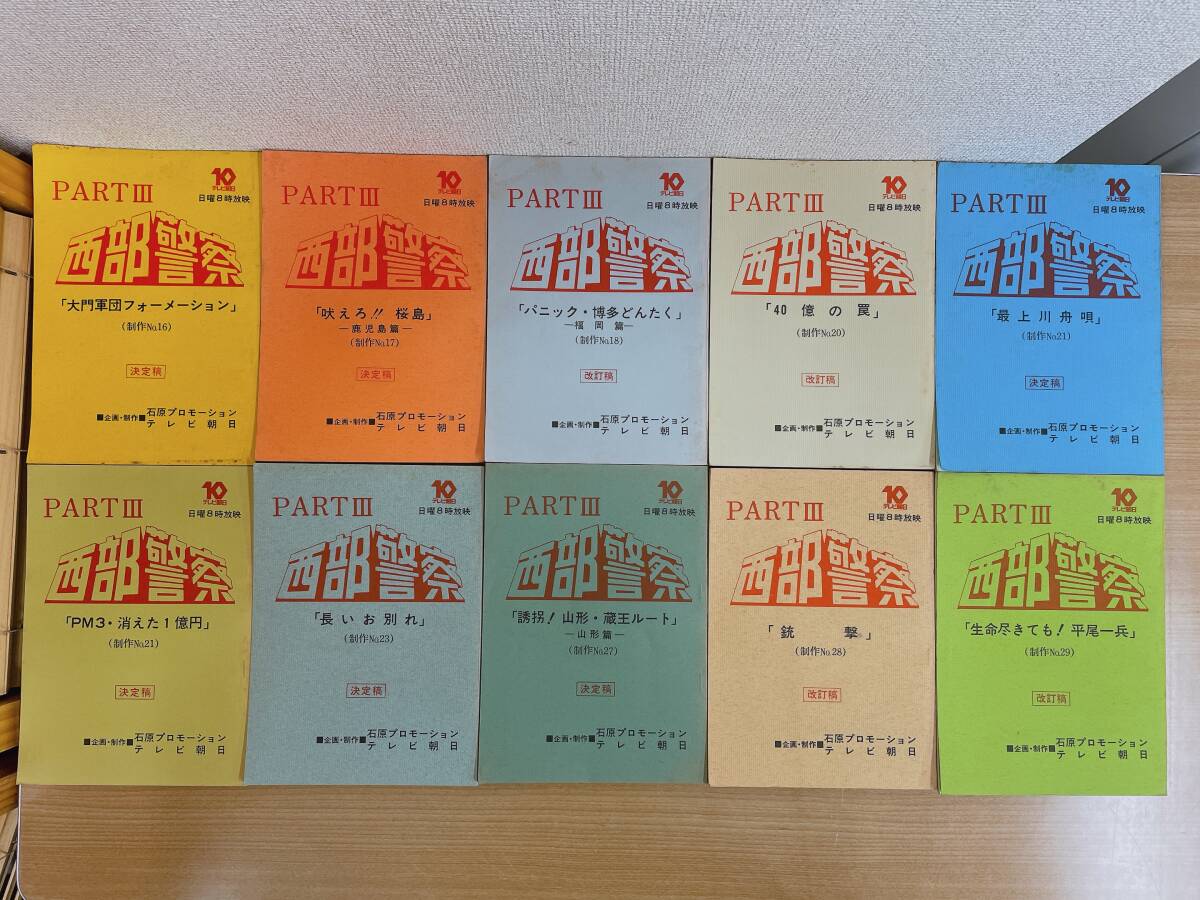 PART III
10
テレビ朝日
日曜8時放映
西部警察
「大門軍団フォーメーション」
(制作No.16)
決定稿
■企画・制作■石原プロモーション
テレビ朝日
PART III
10
テレビ朝日
日曜8時放映
西部警察
「吠えろ!! 桜島」
―鹿児島篇―
(制作No.17)
決定稿
■企画・制作■石原プロモーション
テレビ朝日
PART III
10
テレビ朝日
日曜8時放映
西部警察
「パニック・博多どんたく」
―福岡篇―
(制作No.18)
改訂稿
■企画・制作■石原プロモーション
テレビ朝日
PART III
10
テレビ朝日
日曜8時放映
西部警察
「40億の罠」
(制作No.20)
改訂稿
■企画・制作■石原プロモーション
テレビ朝日
PART III
10
テレビ朝日
日曜8時放映
西部警察
「最上川舟唄」
(制作No.21)
決定稿
■企画・制作■石原プロモーション
テレビ朝日
PART III
10
テレビ朝日
日曜8時放映
西部警察
「PM3・消えた1億円」
(制作No.21)
決定稿
■企画・制作■石原プロモーション
テレビ朝日
PART III
10
テレビ朝日
日曜8時放映
西部警察
「長いお別れ」
(制作No.23)
決定稿
■企画・制作■石原プロモーション
テレビ朝日
PART III
10
テレビ朝日
日曜8時放映
西部警察
「誘拐! 山形・蔵王ルート」
―山形篇―
(制作No.27)
決定稿
■企画・制作■石原プロモーション
テレビ朝日
PART III
10
テレビ朝日
日曜8時放映
西部警察
「銃撃」
(制作No.28)
改訂稿
■企画・制作■石原プロモーション
テレビ朝日
PART III
10
テレビ朝日
日曜8時放映
西部警察
「生命尽きても! 平尾一兵」
(制作No.29)
改訂稿
■企画・制作■石原プロモーション
テレビ朝日